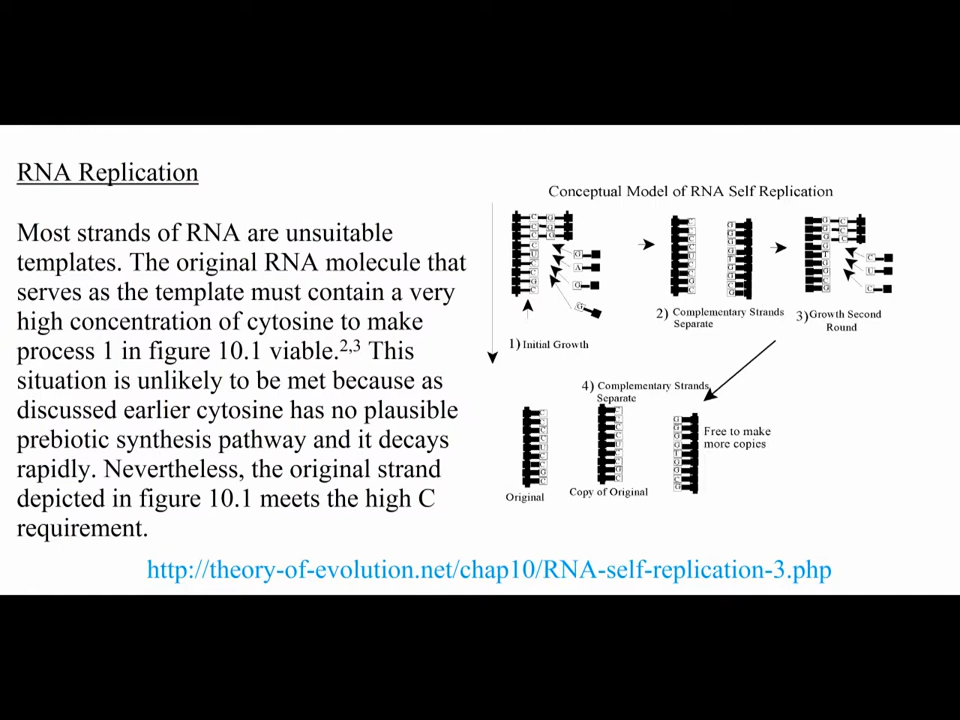 RNA Replication
Most strands of RNA are unsuitable
templates. The original RNA molecule that
serves as the template must contain a very
high concentration of cytosine to make
process 1 in figure 10.1 viable.2,3 This
situation is unlikely to be met because as
discussed earlier cytosine has no plausible
prebiotic synthesis pathway and it decays
rapidly. Nevertheless, the original strand
depicted in figure 10.1 meets the high C
requirement.
Conceptual Model of RNA Self Replication
1) Initial Growth
2) Complementary Strands
Separate
3) Growth Second
Round
4) Complementary Strands
Separate
Original
Copy of Original
Free to make
more copies
http://theory-of-evolution.net/chap10/RNA-self-replication-3.php